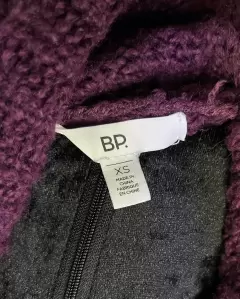 BP.
XS
MADE IN
CHINA
FABRIQUÉ
EN CHINE